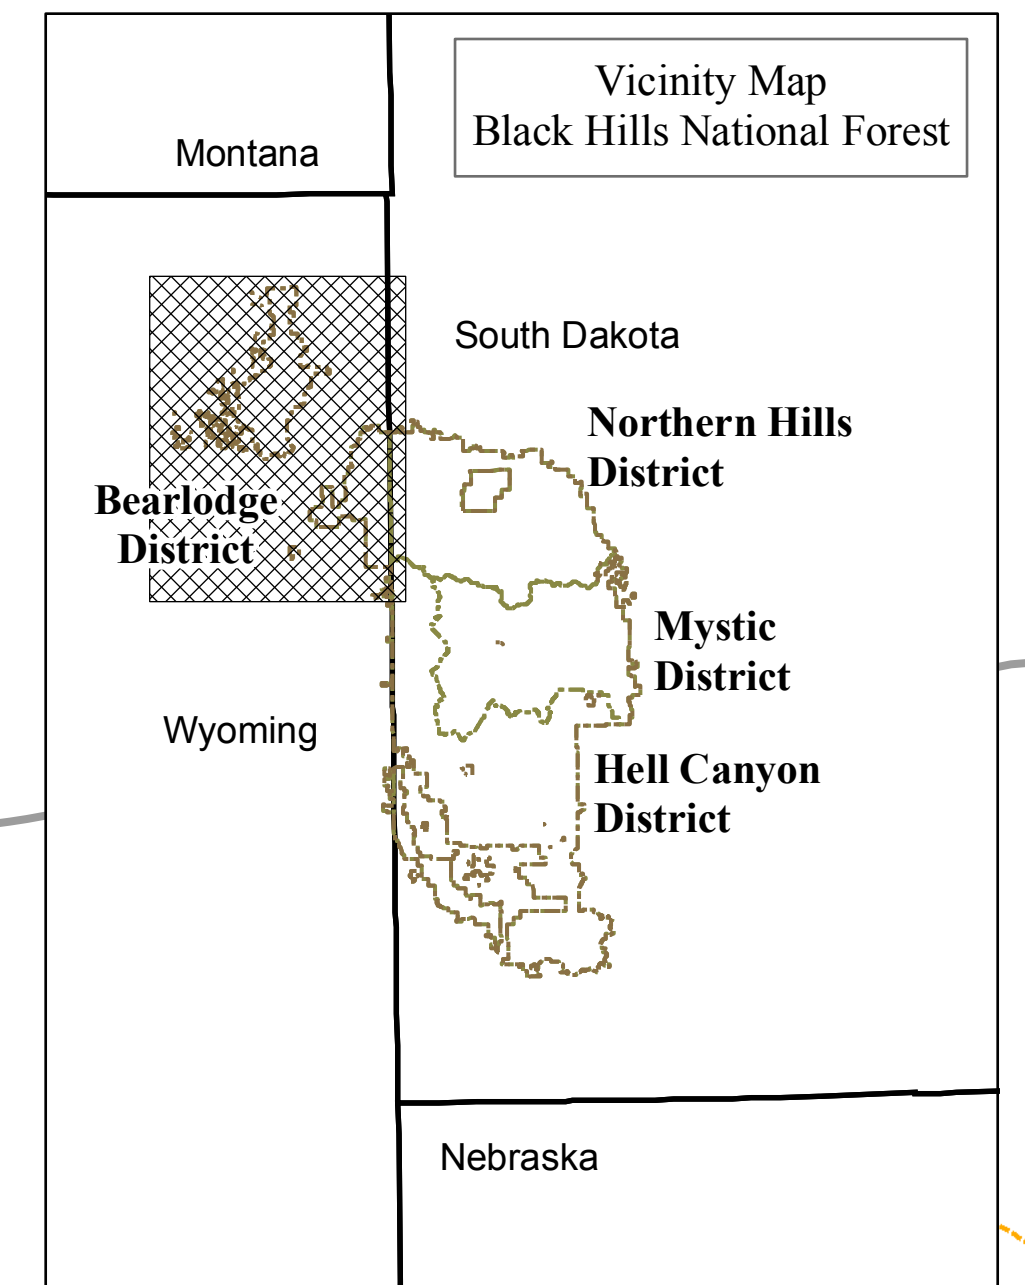 Vicinity Map
Black Hills National Forest
Montana
South Dakota
Northern Hills
District
Bearlodge
District
Mystic
District
Wyoming
Hell Canyon
District
Nebraska